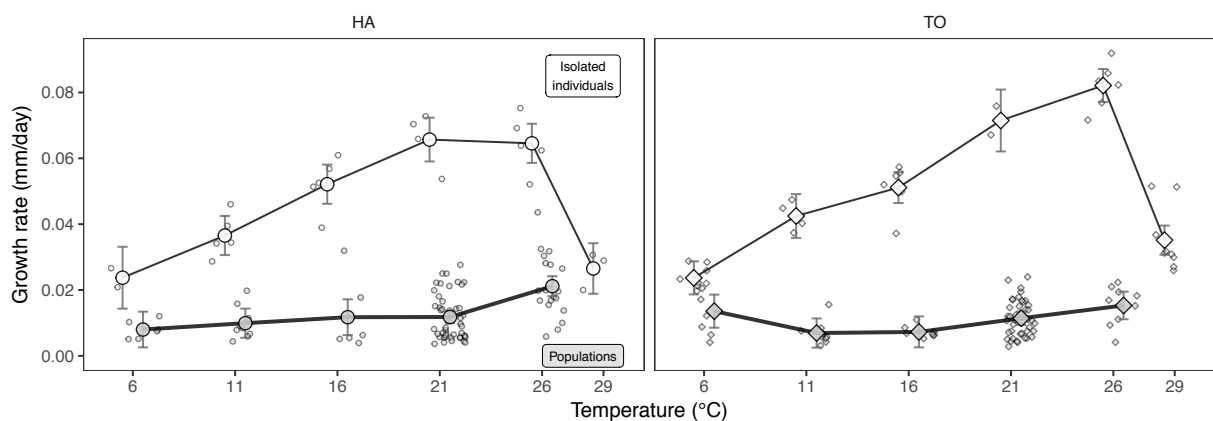 HA
TO
Growth rate (mm/day)
0.08
0.06
0.04
0.02
0.00
Isolated
individuals
Populations
6 11 16 21 26 29
6 11 16 21 26 29
Temperature (°C)